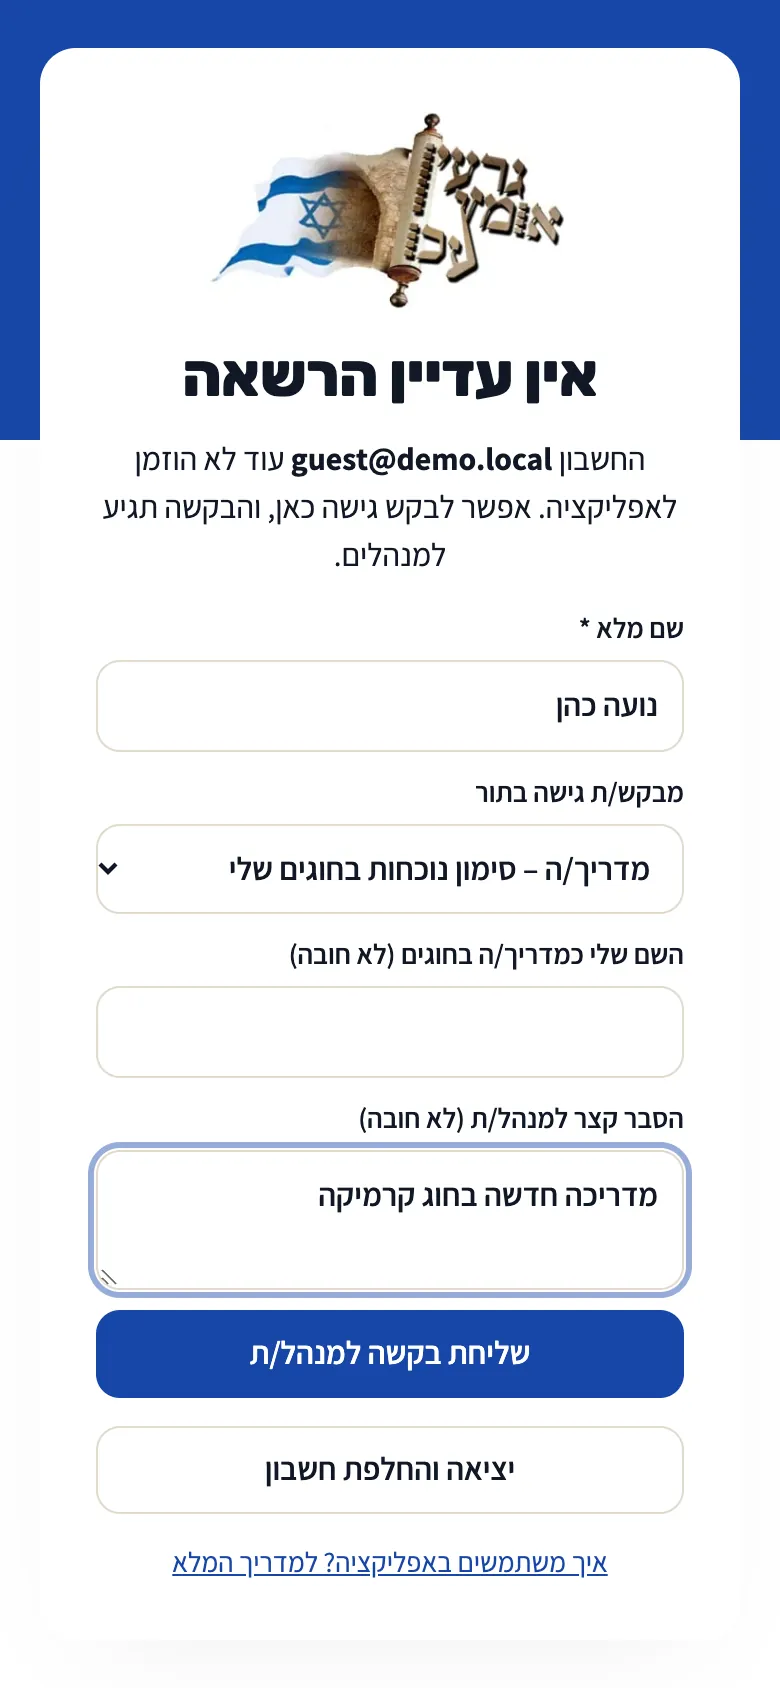 גרעין
אומץ
עכו
אין עדיין הרשאה
החשבון guest@demo.local עוד לא הוזמן
לאפליקציה. אפשר לבקש גישה כאן, והבקשה תגיע
למנהלים.
שם מלא *
נועה כהן
מבקש/ת גישה בתור
מדריך/ה – סימון נוכחות בחוגים שלי
השם שלי כמדריך/ה בחוגים (לא חובה)
הסבר קצר למנהל/ת (לא חובה)
מדריכה חדשה בחוג קרמיקה
שליחת בקשה למנהל/ת
יציאה והחלפת חשבון
איך משתמשים באפליקציה? למדריך המלא